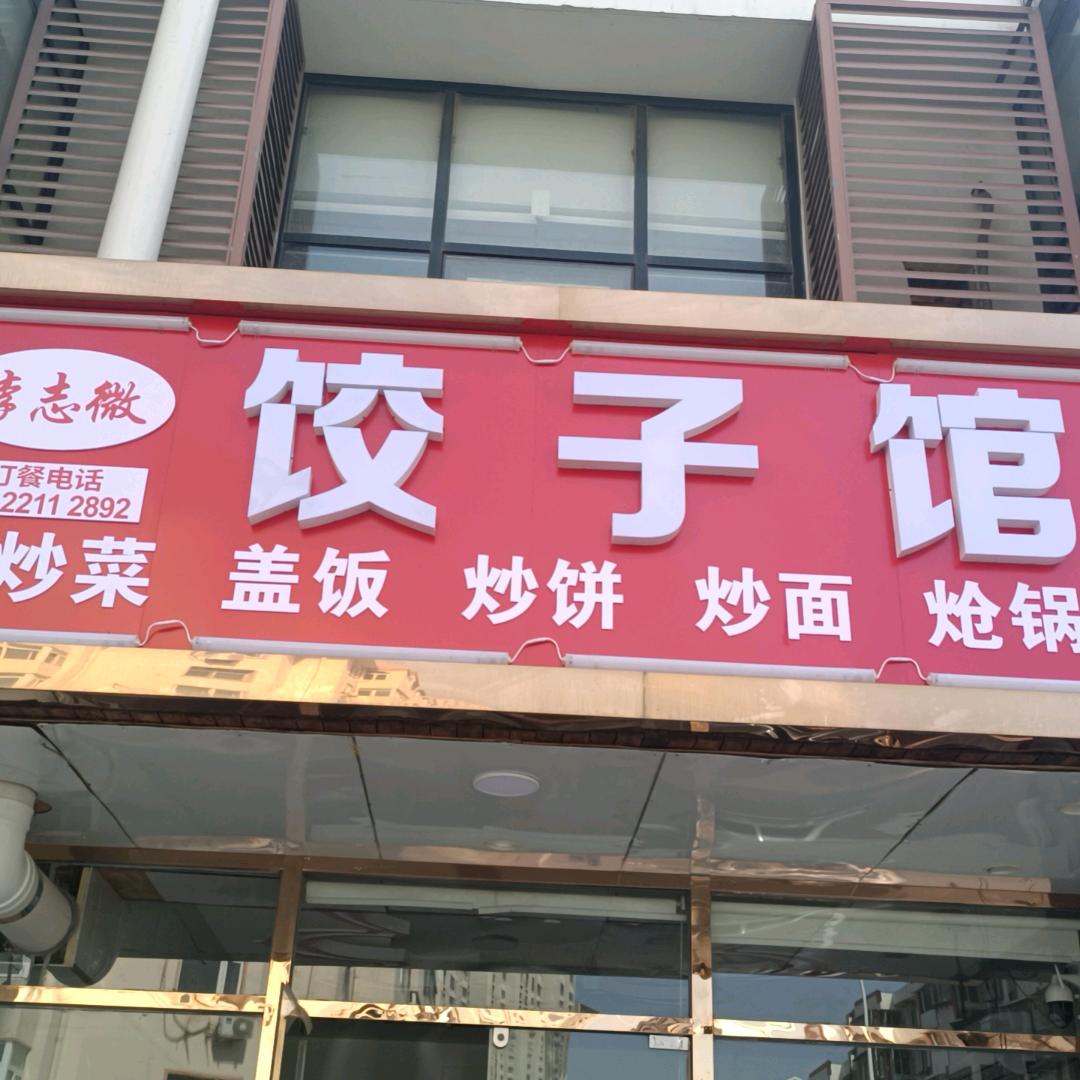 志微
饺子馆
订餐电话
2211 2892
炒菜 盖饭 炒饼 炒面 炝锅